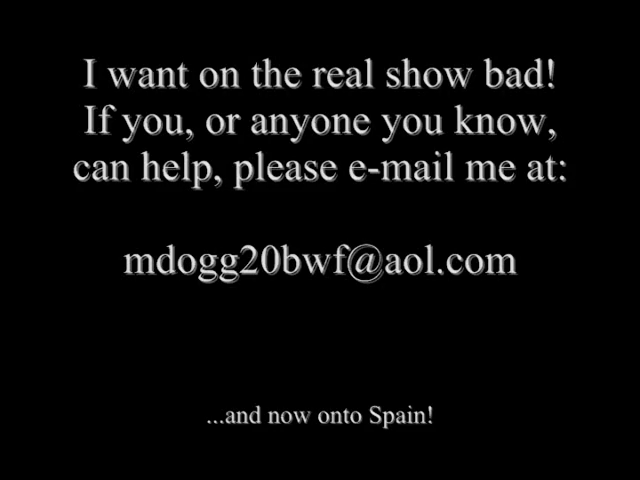 I want on the real show bad!
If you, or anyone you know,
can help, please e-mail me at:
mdogg20bwf@aol.com
...and now onto Spain!